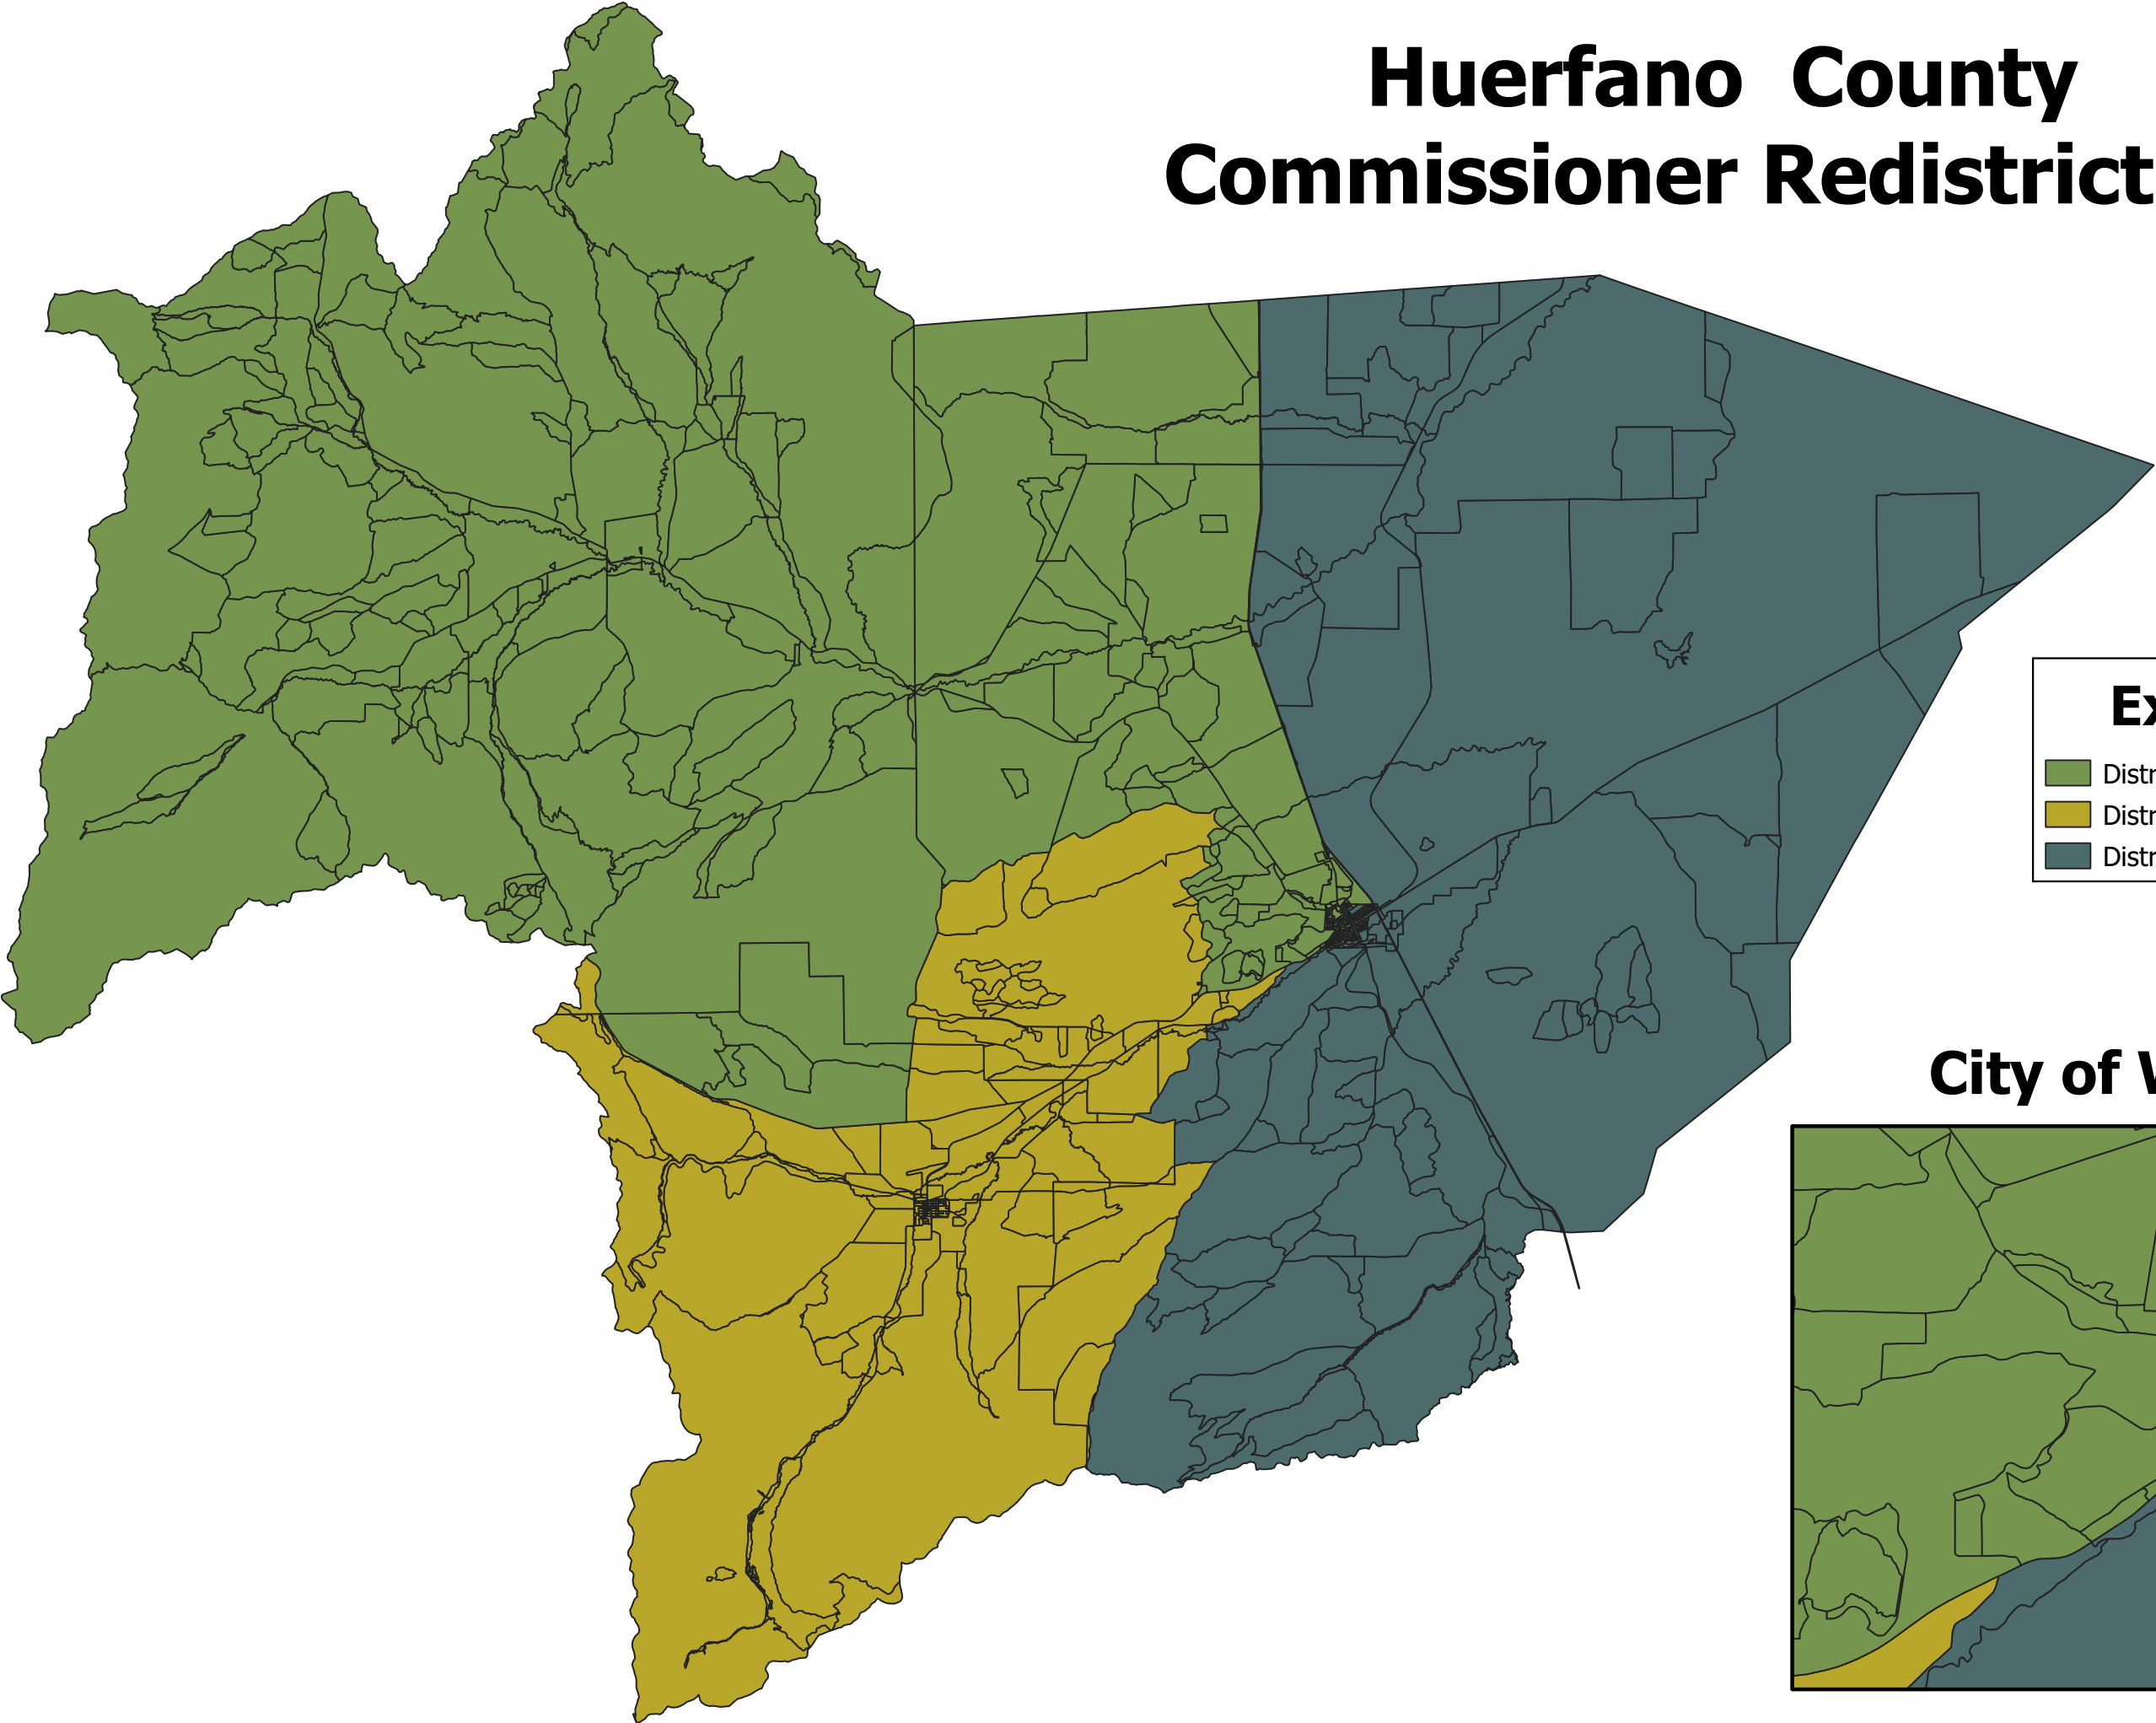 Huerfano County
Commissioner Redistrict
Ex
Distr
Distr
Distr
City of W